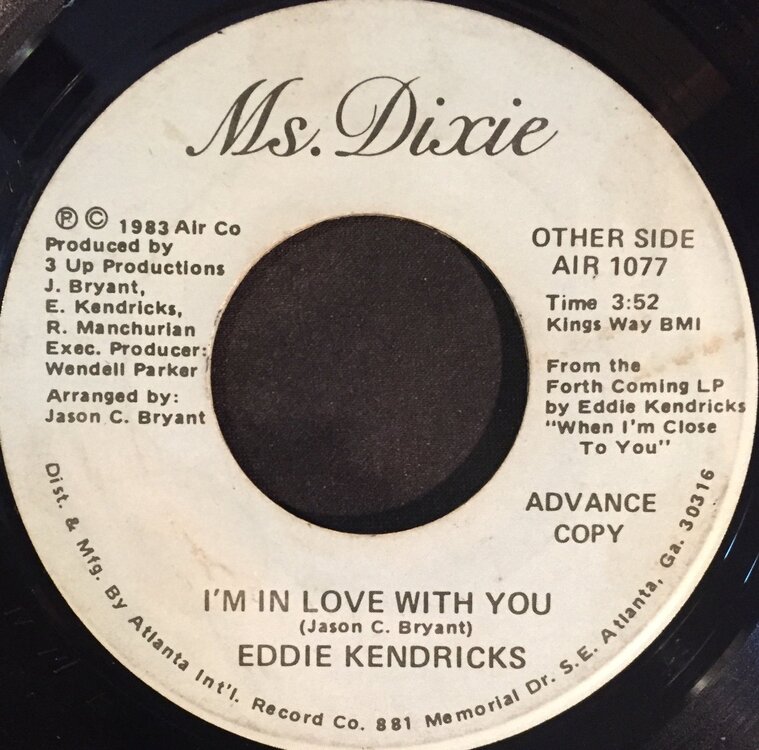 Ms. Dixie
Ⓟ © 1983 Air Co
Produced by
3 Up Productions
J. Bryant,
E. Kendricks,
R. Manchurian
Exec. Producer:
Wendell Parker
Arranged by:
Jason C. Bryant
OTHER SIDE
AIR 1077
Time 3:52
Kings Way BMI
From the
Forth Coming LP
by Eddie Kendricks
"When I'm Close
To You"
ADVANCE
COPY
I'M IN LOVE WITH YOU
(Jason C. Bryant)
EDDIE KENDRICKS
Dist. & Mfg. By Atlanta Int'l. Record Co. 881 Memorial Dr. S.E. Atlanta, Ga. 30316